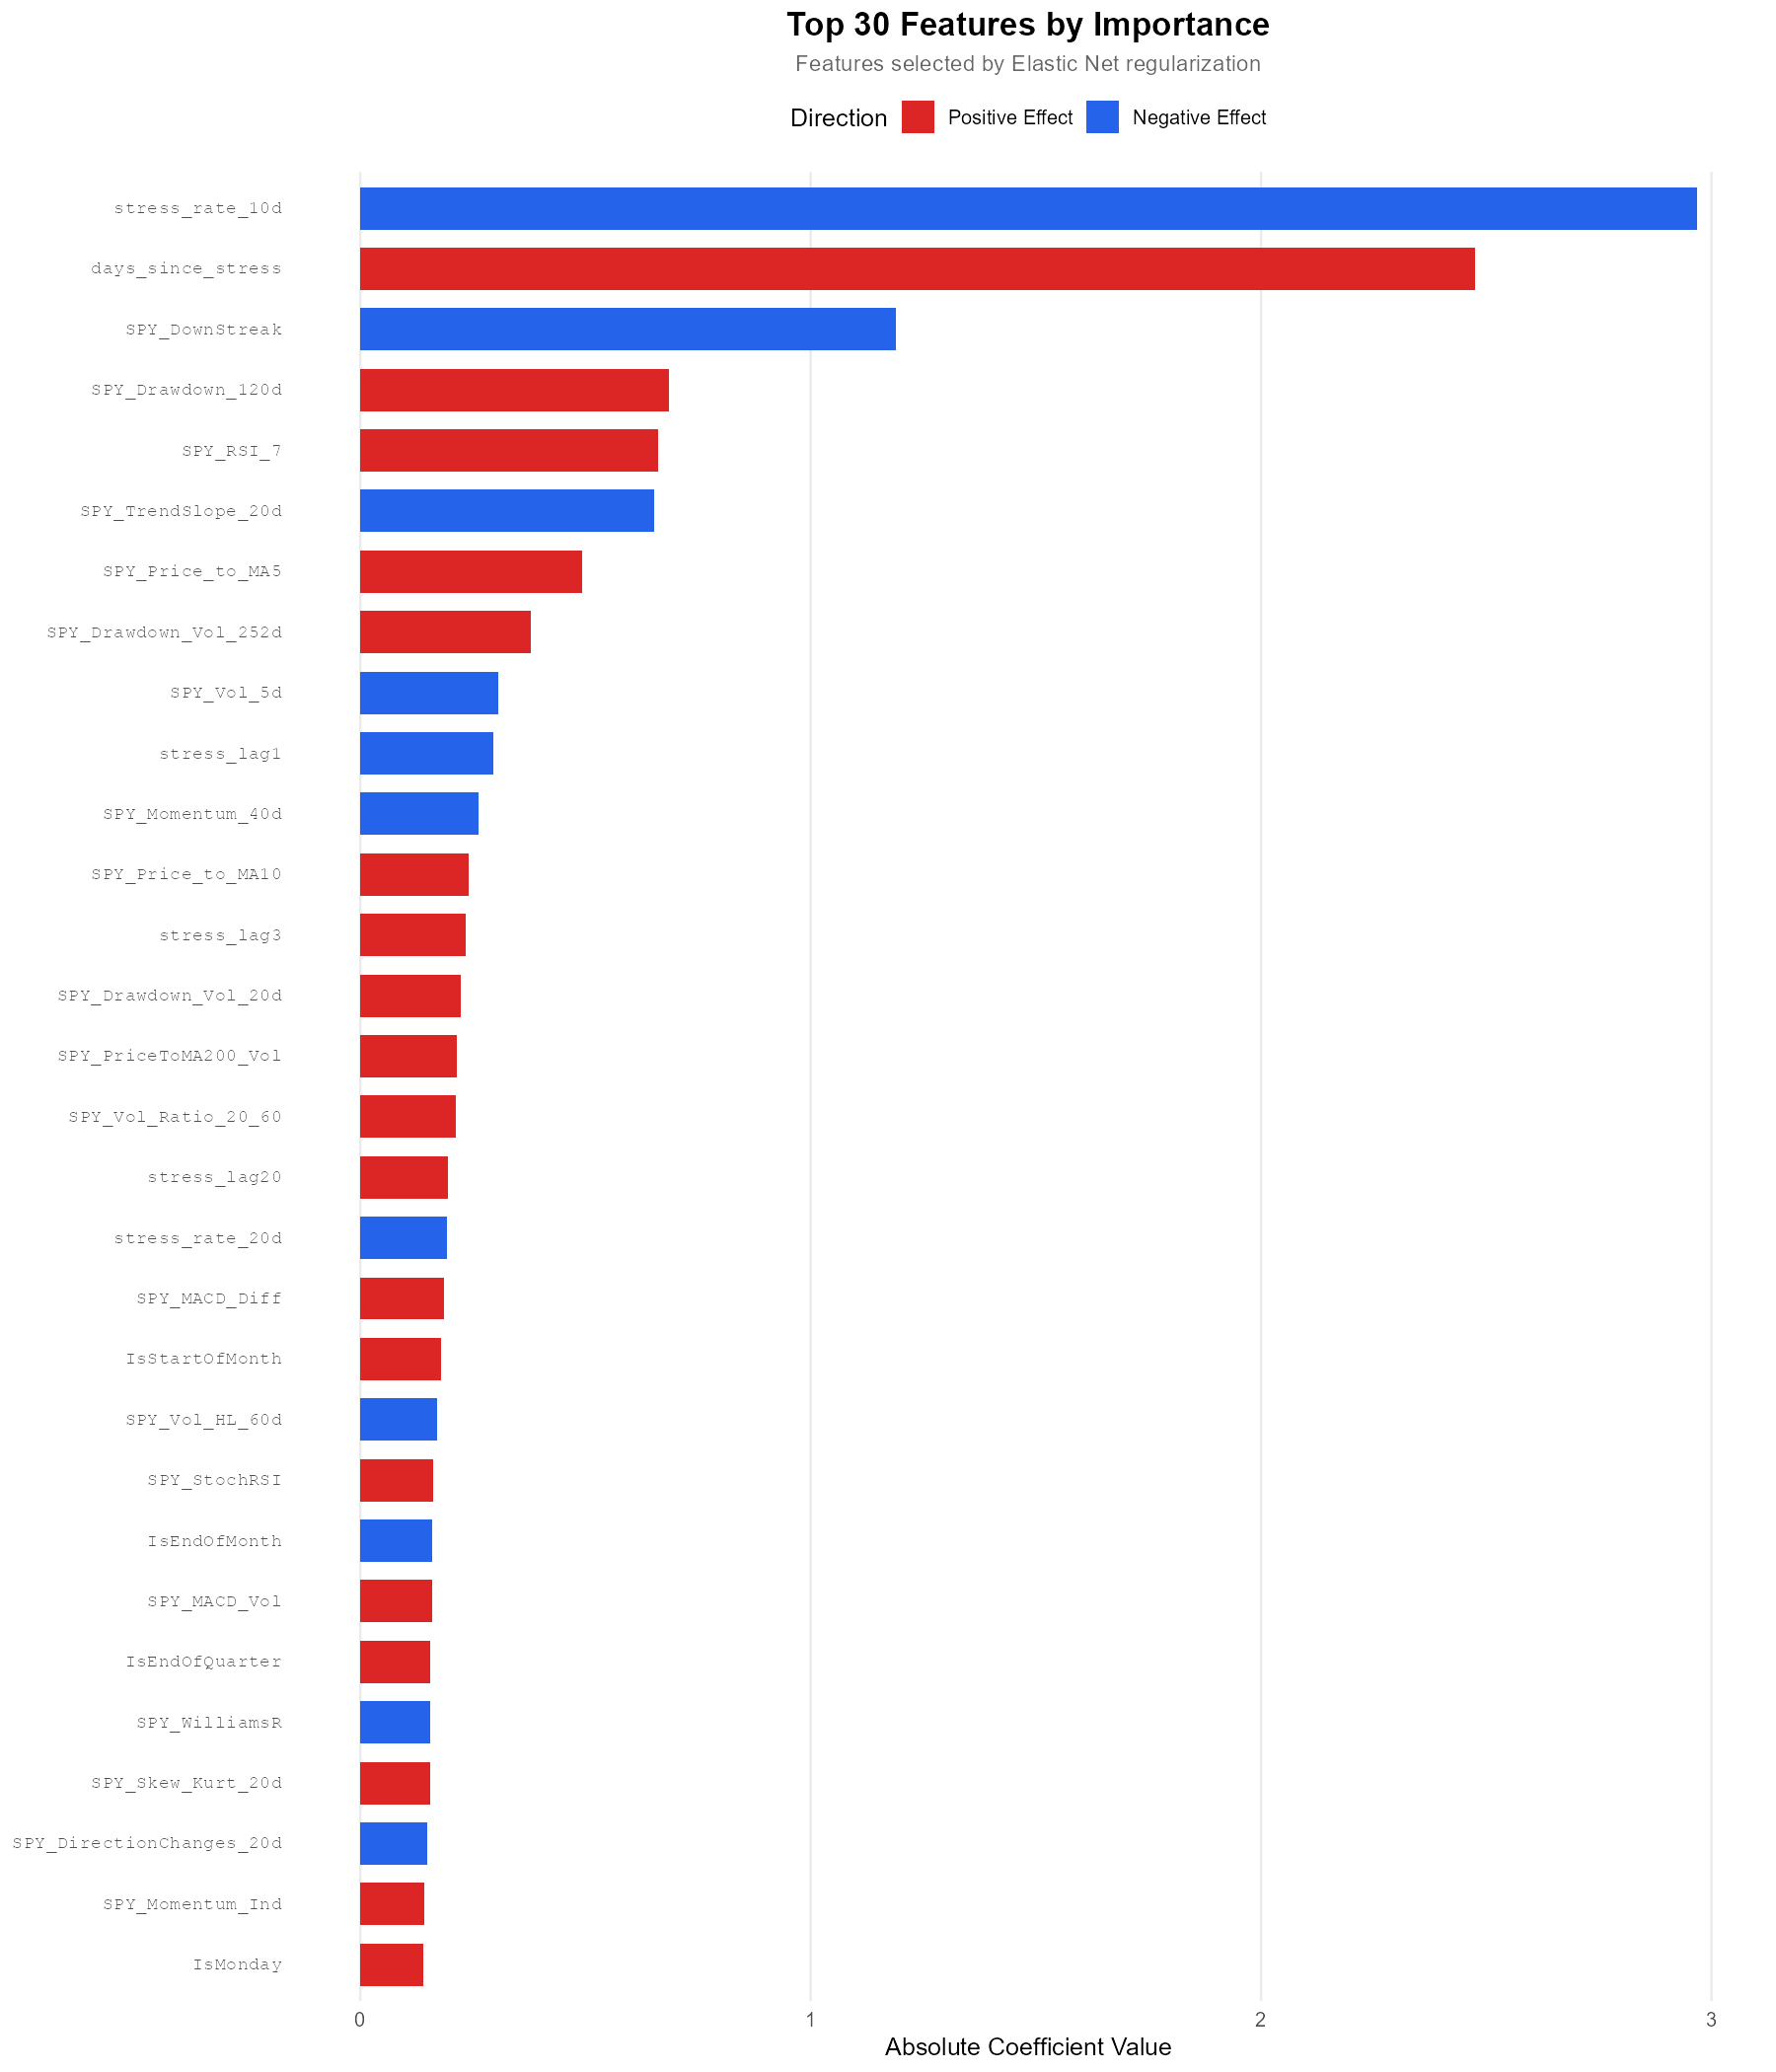 Top 30 Features by Importance
Features selected by Elastic Net regularization
Direction Positive Effect Negative Effect
stress_rate_10d
days_since_stress
SPY_DownStreak
SPY_Drawdown_120d
SPY_RSI_7
SPY_TrendSlope_20d
SPY_Price_to_MA5
SPY_Drawdown_Vol_252d
SPY_Vol_5d
stress_lag1
SPY_Momentum_40d
SPY_Price_to_MA10
stress_lag3
SPY_Drawdown_Vol_20d
SPY_PriceToMA200_Vol
SPY_Vol_Ratio_20_60
stress_lag20
stress_rate_20d
SPY_MACD_Diff
IsStartOfMonth
SPY_Vol_HL_60d
SPY_StochRSI
IsEndOfMonth
SPY_MACD_Vol
IsEndOfQuarter
SPY_WilliamsR
SPY_Skew_Kurt_20d
SPY_DirectionChanges_20d
SPY_Momentum_Ind
IsMonday
0 1 2 3
Absolute Coefficient Value